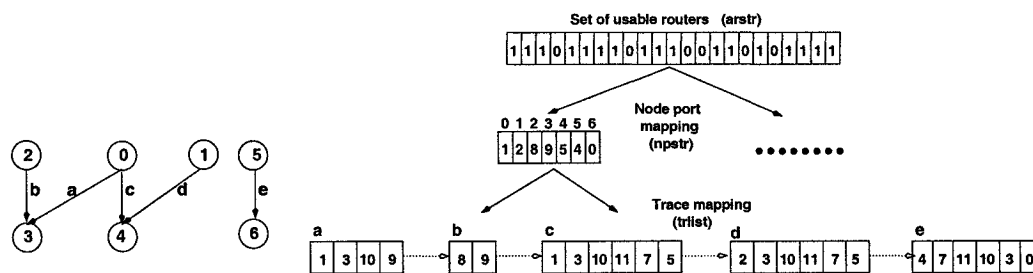 Set of usable routers (arstr)
1 1 1 0 1 1 1 1 0 1 1 1 0 0 1 1 0 1 0 1 1 1 1
Node port
mapping
(npstr)
0 1 2 3 4 5 6
1 2 8 9 5 4 0
Trace mapping
(trlist)
2 0 1 5
b a c d e
3 4 6
a b c d e
1 3 10 9
8 9
1 3 10 11 7 5
2 3 10 11 7 5
4 7 11 10 3 0